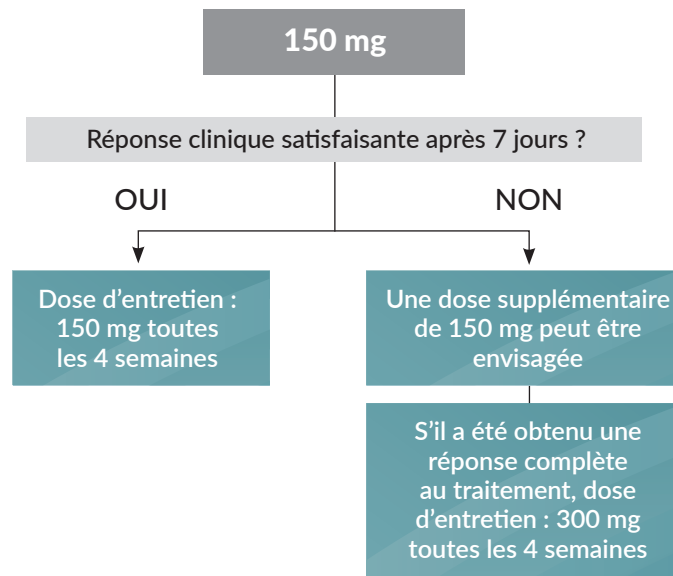 150 mg
Réponse clinique satisfaisante après 7 jours ?
OUI
NON
Dose d’entretien :
150 mg toutes
les 4 semaines
Une dose supplémentaire
de 150 mg peut être
envisagée
S’il a été obtenu une
réponse complète
au traitement, dose
d’entretien : 300 mg
toutes les 4 semaines